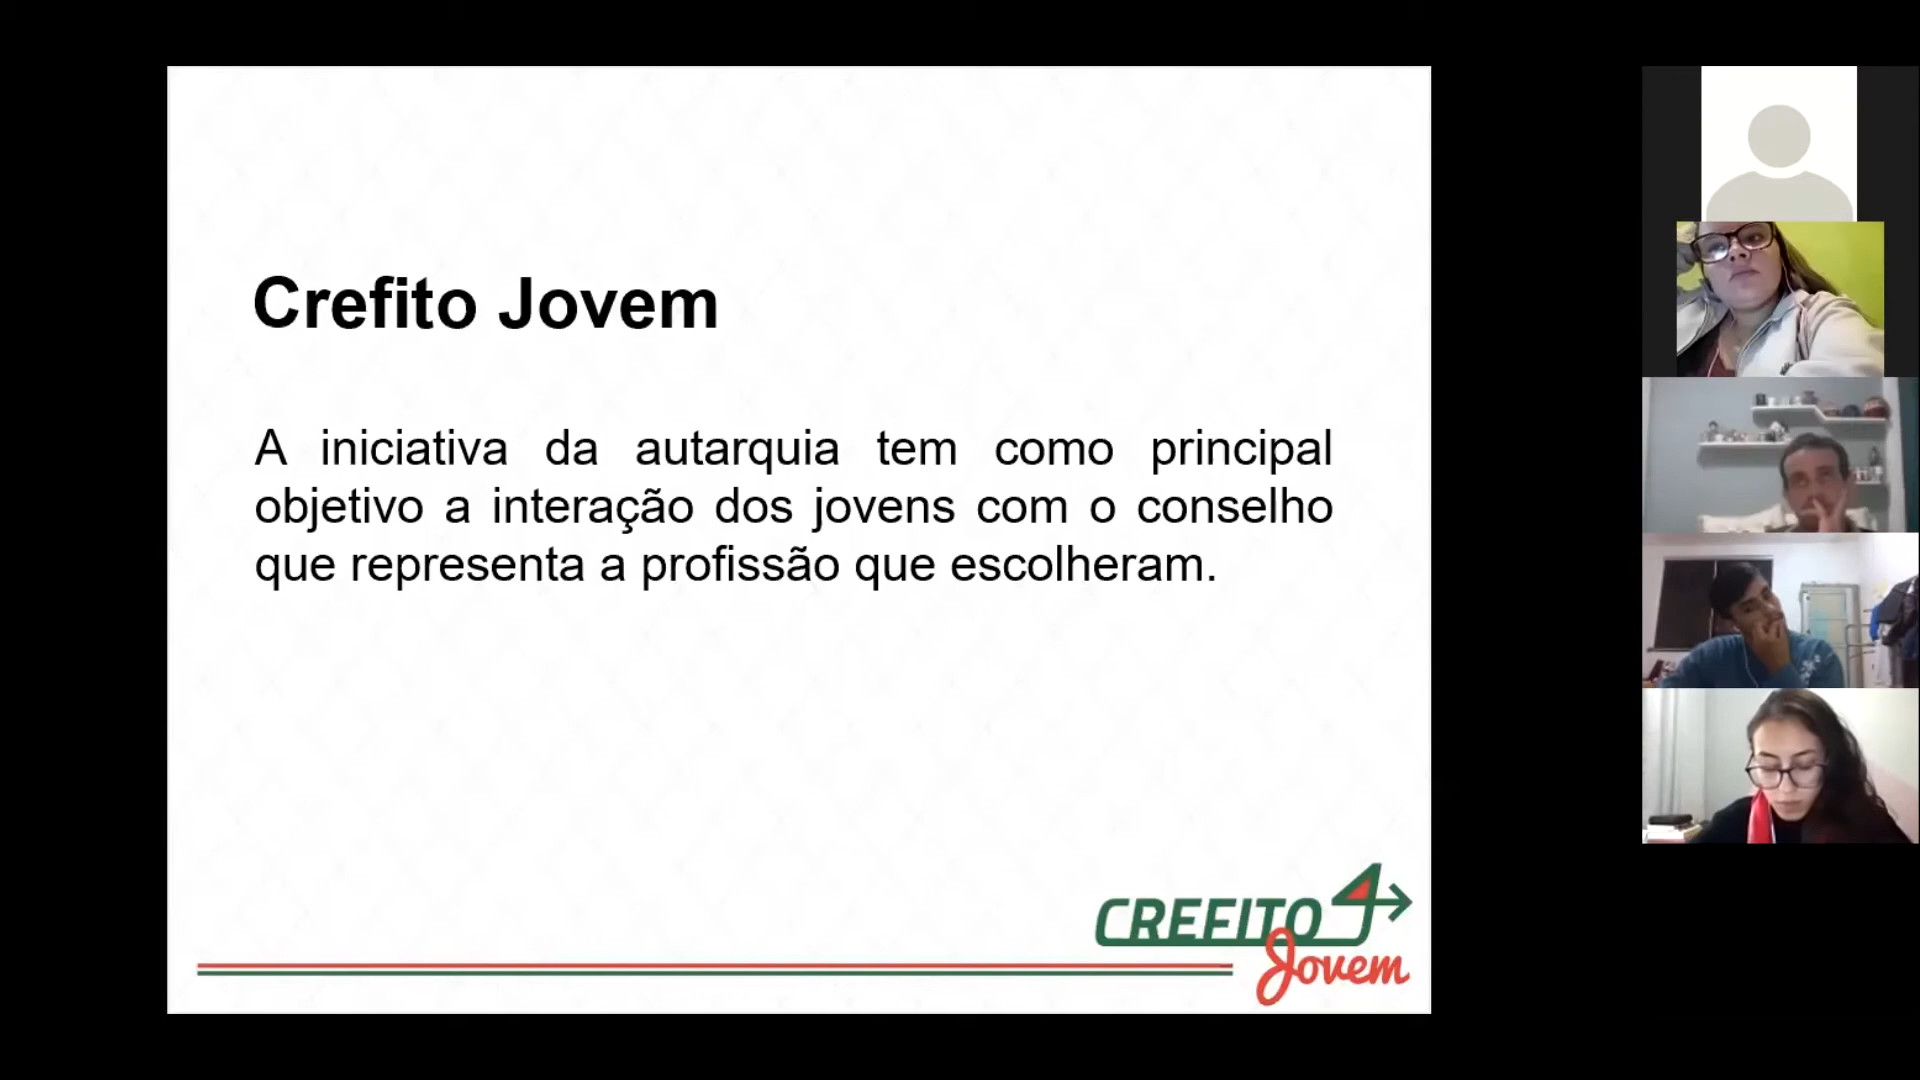 Crefito Jovem
A iniciativa da autarquia tem como principal
objetivo a interação dos jovens com o conselho
que representa a profissão que escolheram.
CREFITO 4
Jovem